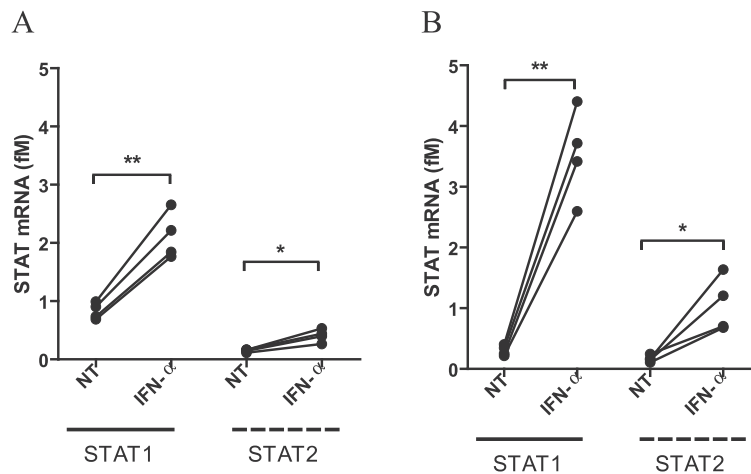 A
5
4
3
2
1
0
STAT mRNA (fM)
**
*
NT
IFN-α
NT
IFN-α
STAT1
STAT2
B
5
4
3
2
1
0
STAT mRNA (fM)
**
*
NT
IFN-α
NT
IFN-α
STAT1
STAT2